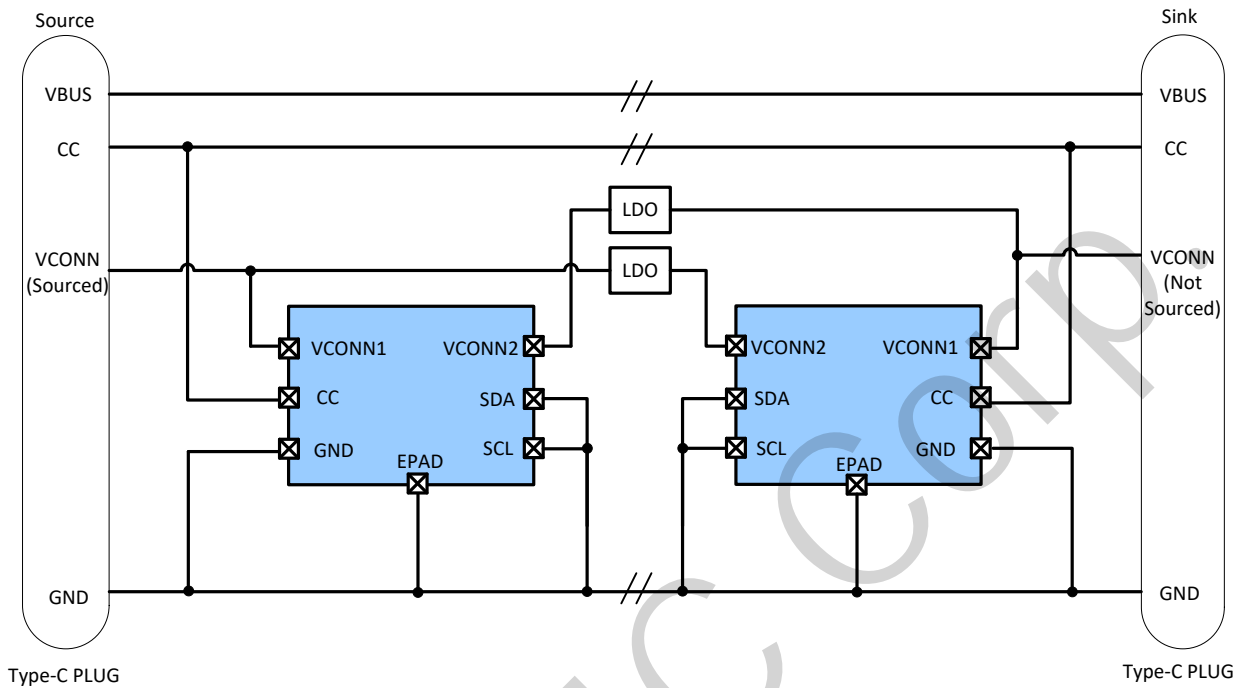 Source
Sink
VBUS
VBUS
CC
CC
LDO
VCONN
(Sourced)
LDO
VCONN
(Not
Sourced)
VCONN1
VCONN2
VCONN2
VCONN1
CC
SDA
SDA
CC
GND
EPAD
SCL
SCL
EPAD
GND
GND
GND
Type-C PLUG
Type-C PLUG
C Corp.